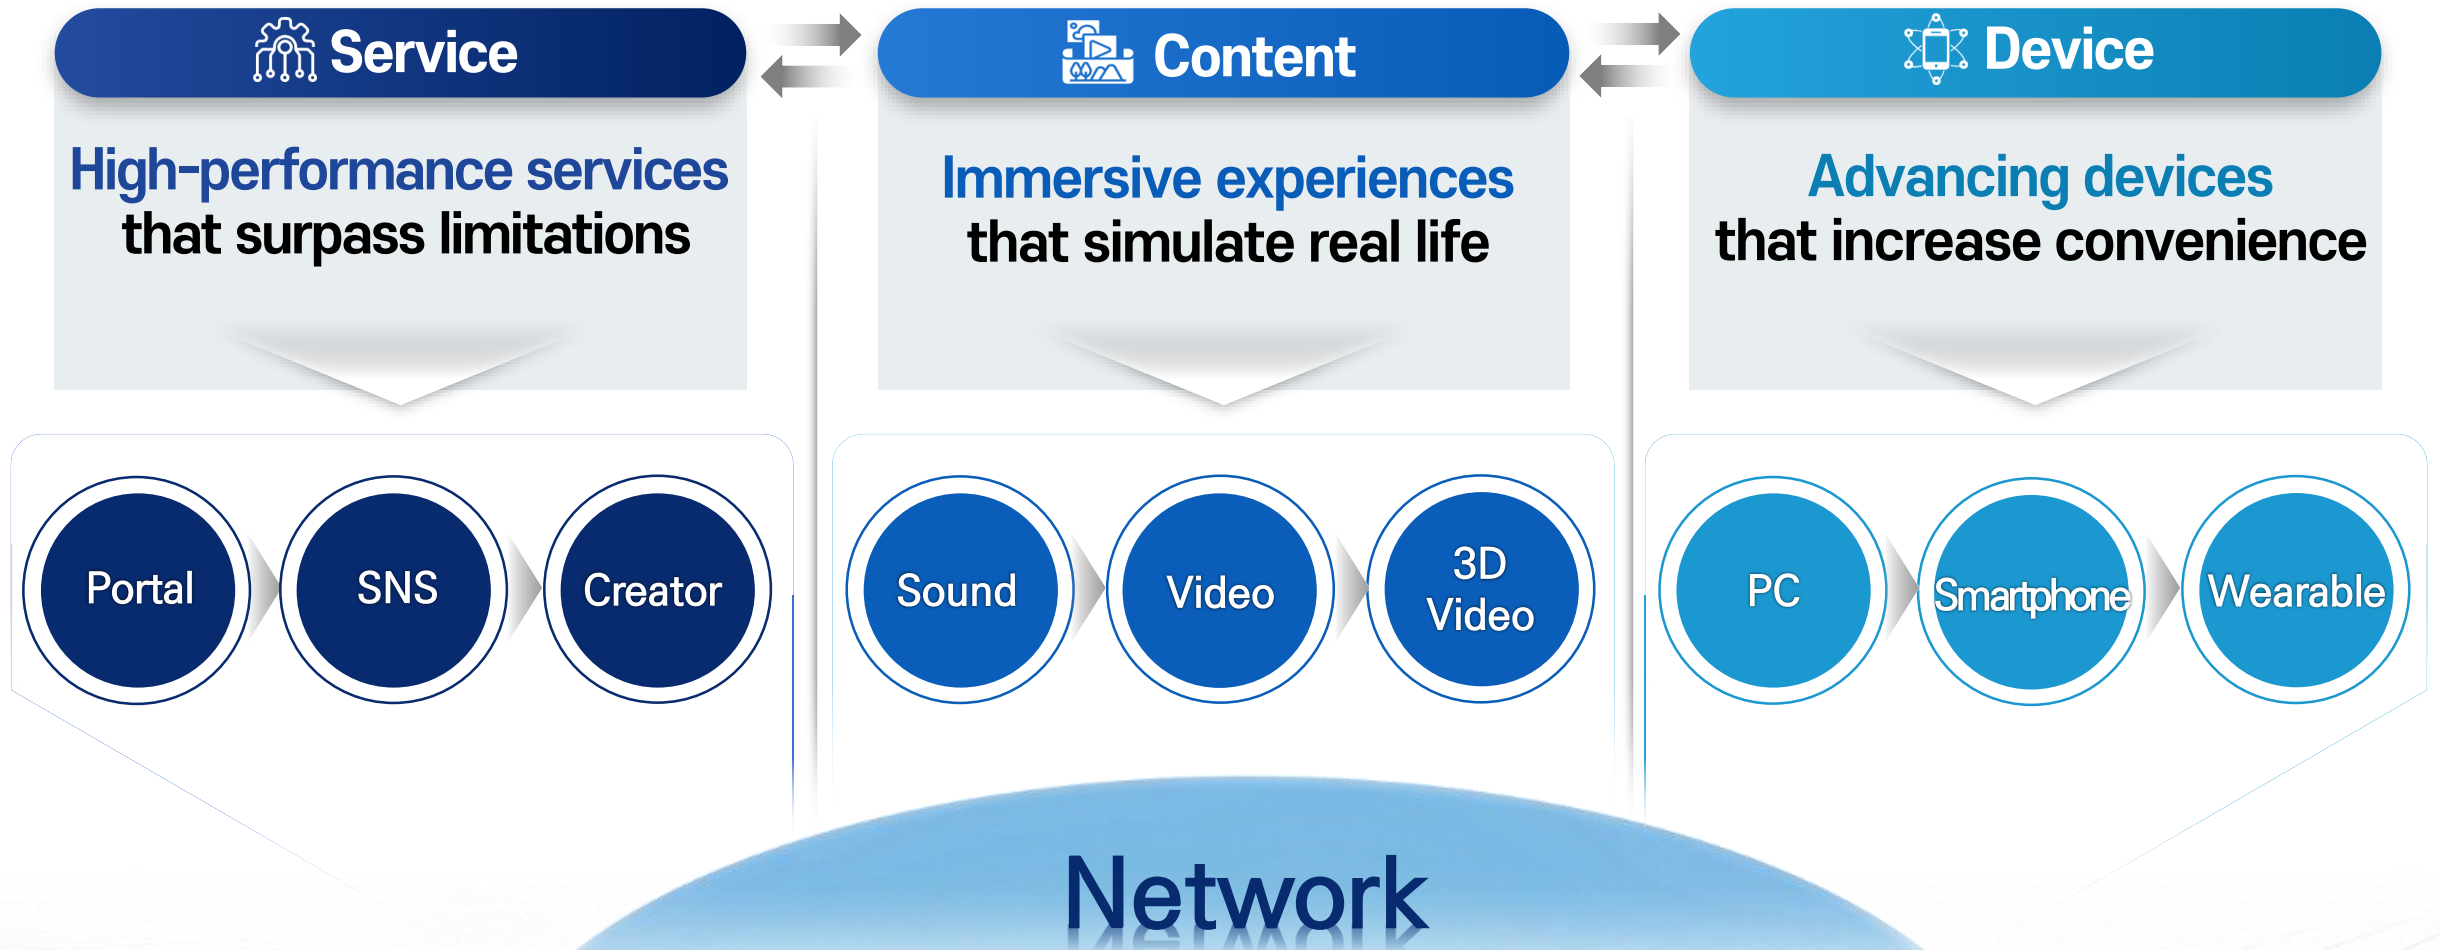 Service
High-performance services
that surpass limitations
Portal
SNS
Creator
Content
Immersive experiences
that simulate real life
Sound
Video
3D
Video
Device
Advancing devices
that increase convenience
PC
Smartphone
Wearable
Network